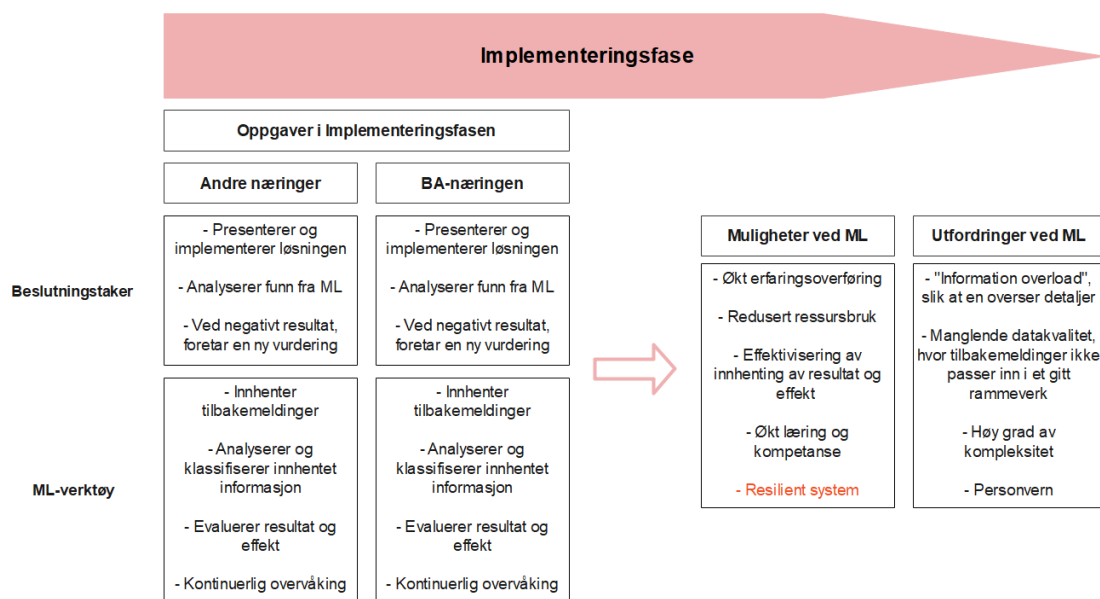 Implementeringsfase
Oppgaver i Implementeringsfasen
Andre næringer
BA-næringen
Beslutningstaker
- Presenterer og
implementerer løsningen
- Analyserer funn fra ML
- Ved negativt resultat,
foretar en ny vurdering
- Presenterer og
implementerer løsningen
- Analyserer funn fra ML
- Ved negativt resultat,
foretar en ny vurdering
ML-verktøy
- Innhenter
tilbakemeldinger
- Analyserer og
klassifiserer innhentet
informasjon
- Evaluerer resultat og
effekt
- Kontinuerlig overvåking
- Innhenter
tilbakemeldinger
- Analyserer og
klassifiserer innhentet
informasjon
- Evaluerer resultat og
effekt
- Kontinuerlig overvåking
Muligheter ved ML
- Økt erfaringsoverføring
- Redusert ressursbruk
- Effektivisering av
innhenting av resultat og
effekt
- Økt læring og
kompetanse
- Resilient system
Utfordringer ved ML
- "Information overload",
slik at en overser detaljer
- Manglende datakvalitet,
hvor tilbakemeldinger ikke
passer inn i et gitt
rammeverk
- Høy grad av
kompleksitet
- Personvern